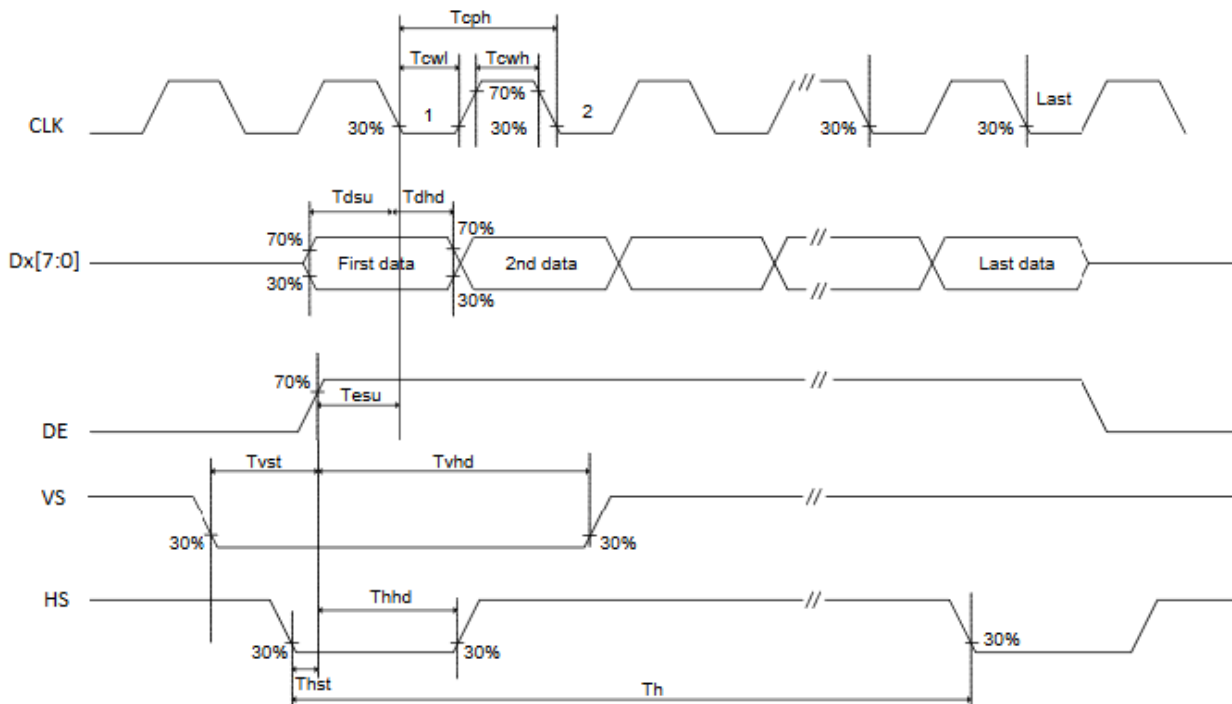 Tcph
Tcwl Tcwh
CLK 30% 1 70% 30% 2 // 30% 30% Last
Tdsu Tdhd
Dx[7:0] 70% 30% First data 70% 30% 2nd data // // Last data
70%
Tesu
DE //
Tvst Tvhd
VS 30% 30% //
HS 30% Thhd 30% // 30%
Thst
Th